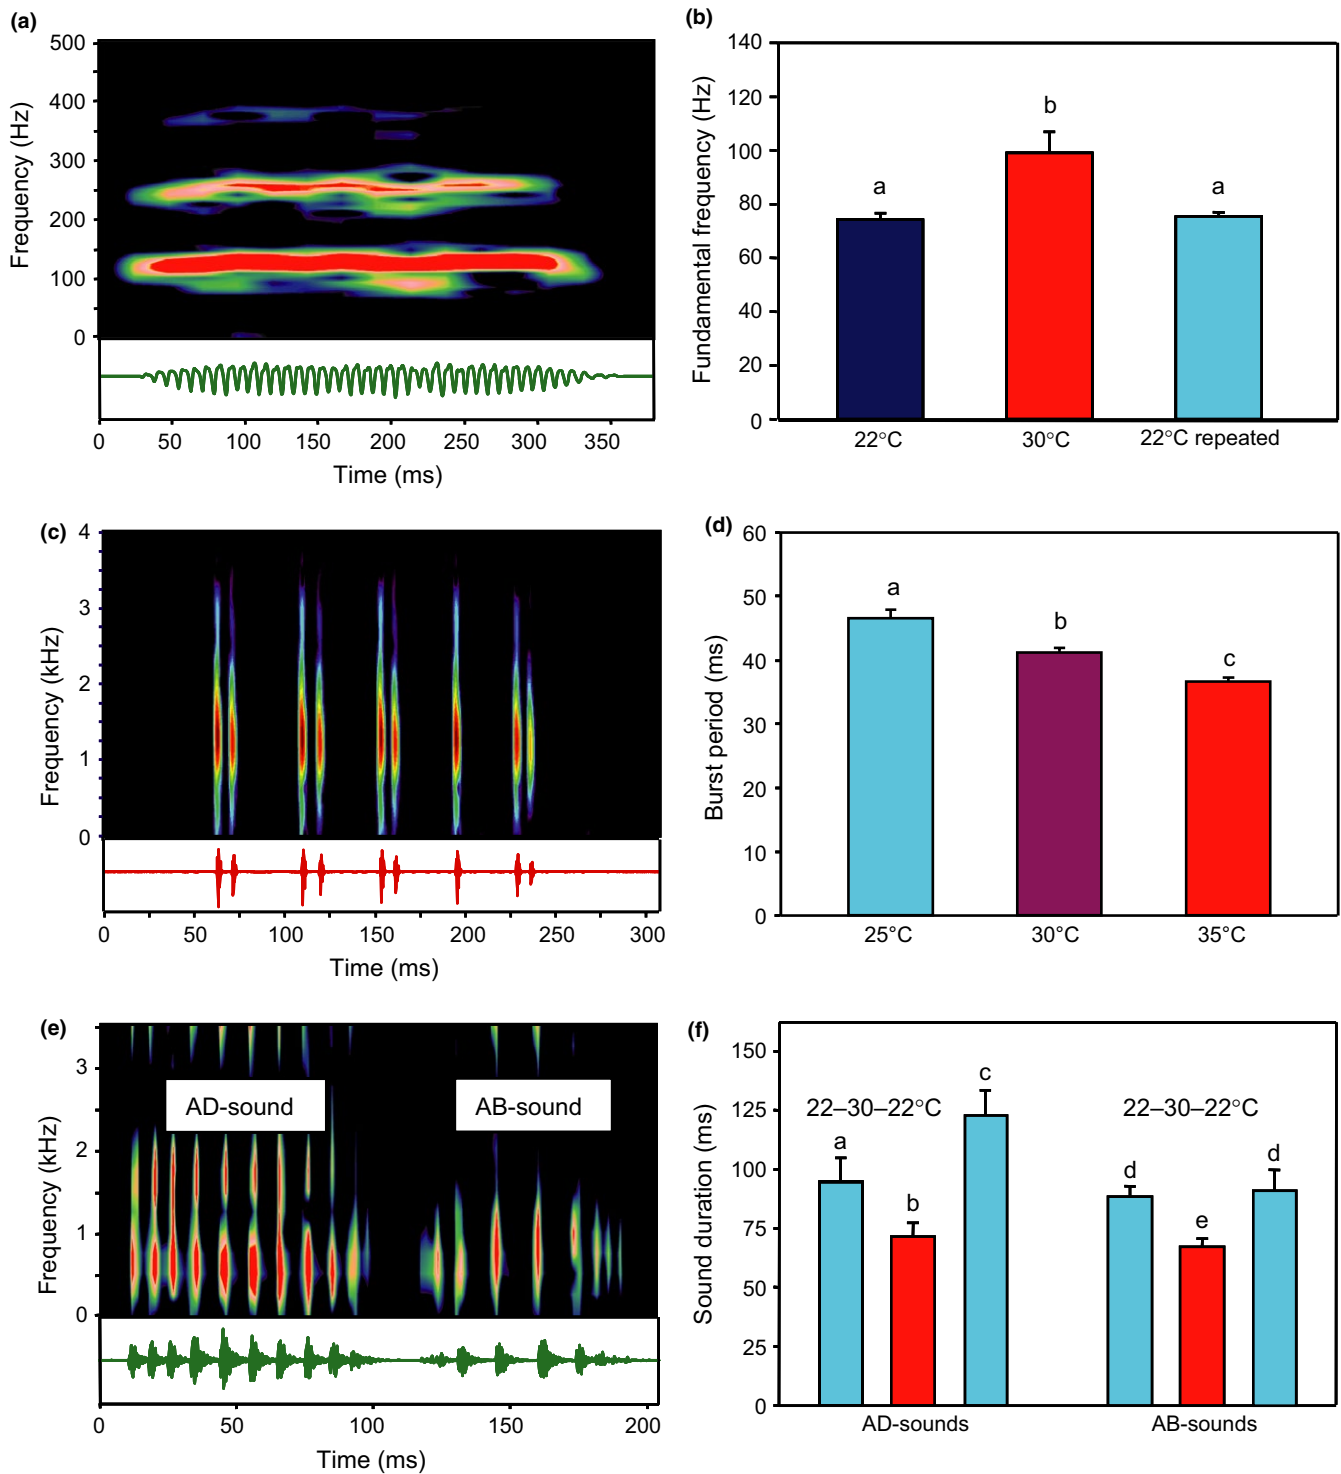 (a)
500
400
300
200
100
0
Frequency (Hz)
0 50 100 150 200 250 300 350
Time (ms)
(b)
140
120
100
80
60
40
20
0
Fundamental frequency (Hz)
a b a
22°C 30°C 22°C repeated
(c)
4
3
2
1
0
Frequency (kHz)
0 50 100 150 200 250 300
Time (ms)
(d)
60
50
40
30
20
10
0
Burst period (ms)
a b c
25°C 30°C 35°C
(e)
3
2
1
0
Frequency (kHz)
AD-sound AB-sound
0 50 100 150 200
Time (ms)
(f)
150
125
100
75
50
25
0
Sound duration (ms)
22–30–22°C 22–30–22°C
a b c d e d
AD-sounds AB-sounds